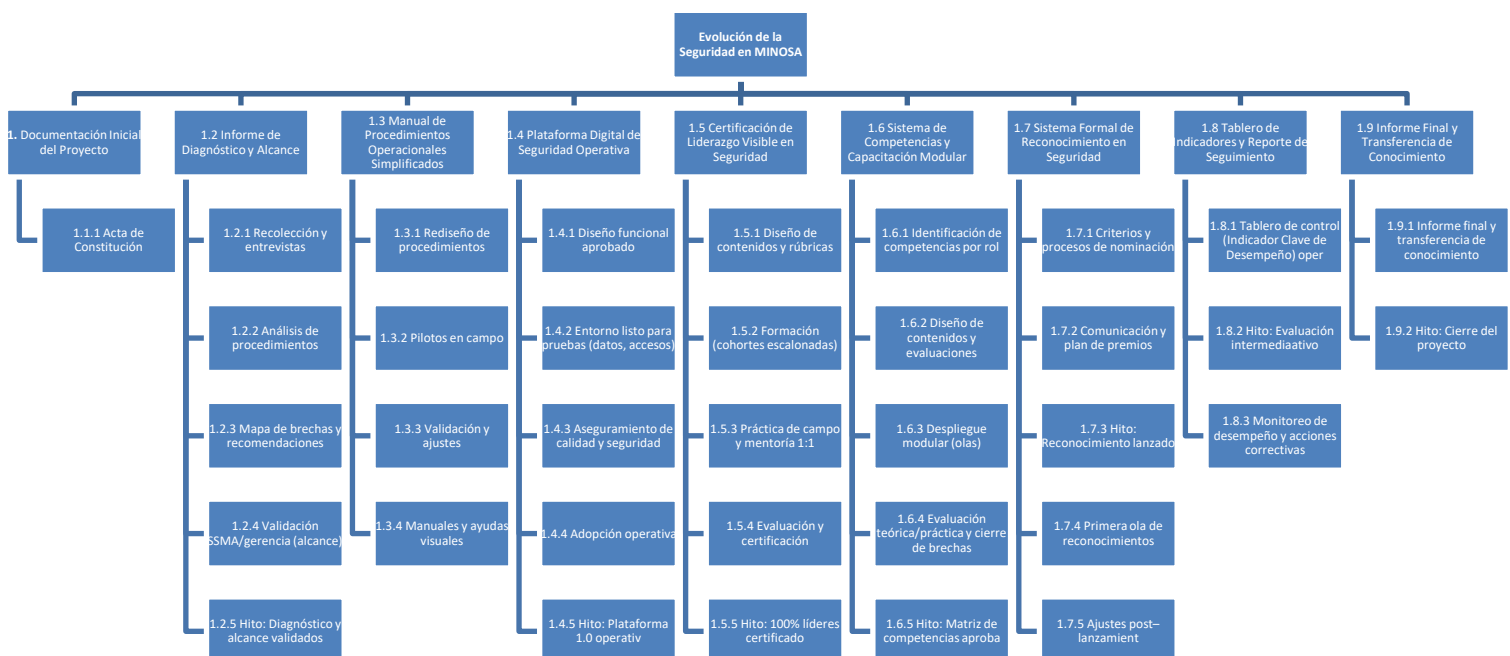 Evolución de la
Seguridad en MINOSA
1. Documentación Inicial
del Proyecto
1.2 Informe de
Diagnóstico y Alcance
1.3 Manual de
Procedimientos
Operacionales
Simplificados
1.4 Plataforma Digital de
Seguridad Operativa
1.5 Certificación de
Liderazgo Visible en
Seguridad
1.6 Sistema de
Competencias y
Capacitación Modular
1.7 Sistema Formal de
Reconocimiento en
Seguridad
1.8 Tablero de
Indicadores y Reporte de
Seguimiento
1.9 Informe Final y
Transferencia de
Conocimiento
1.1.1 Acta de
Constitución
1.2.1 Recolección y
entrevistas
1.3.1 Rediseño de
procedimientos
1.4.1 Diseño funcional
aprobado
1.5.1 Diseño de
contenidos y rúbricas
1.6.1 Identificación de
competencias por rol
1.7.1 Criterios y
procesos de nominación
1.8.1 Tablero de control
(Indicador Clave de
Desempeño) oper
1.9.1 Informe final y
transferencia de
conocimiento
1.2.2 Análisis de
procedimientos
1.3.2 Pilotos en campo
1.4.2 Entorno listo para
pruebas (datos, accesos)
1.5.2 Formación
(cohortes escalonadas)
1.6.2 Diseño de
contenidos y
evaluaciones
1.7.2 Comunicación y
plan de premios
1.8.2 Hito: Evaluación
intermediaativo
1.9.2 Hito: Cierre del
proyecto
1.2.3 Mapa de brechas y
recomendaciones
1.3.3 Validación y
ajustes
1.4.3 Aseguramiento de
calidad y seguridad
1.5.3 Práctica de campo
y mentoría 1:1
1.6.3 Despliegue
modular (olas)
1.7.3 Hito:
Reconocimiento lanzado
1.8.3 Monitoreo de
desempeño y acciones
correctivas
1.2.4 Validación
SSMA/gerencia (alcance)
1.3.4 Manuales y ayudas
visuales
1.4.4 Adopción operativa
1.5.4 Evaluación y
certificación
1.6.4 Evaluación
teórica/práctica y cierre
de brechas
1.7.4 Primera ola de
reconocimientos
1.2.5 Hito: Diagnóstico y
alcance validados
1.4.5 Hito: Plataforma
1.0 operativ
1.5.5 Hito: 100% líderes
certificado
1.6.5 Hito: Matriz de
competencias aproba
1.7.5 Ajustes post–
lanzamient